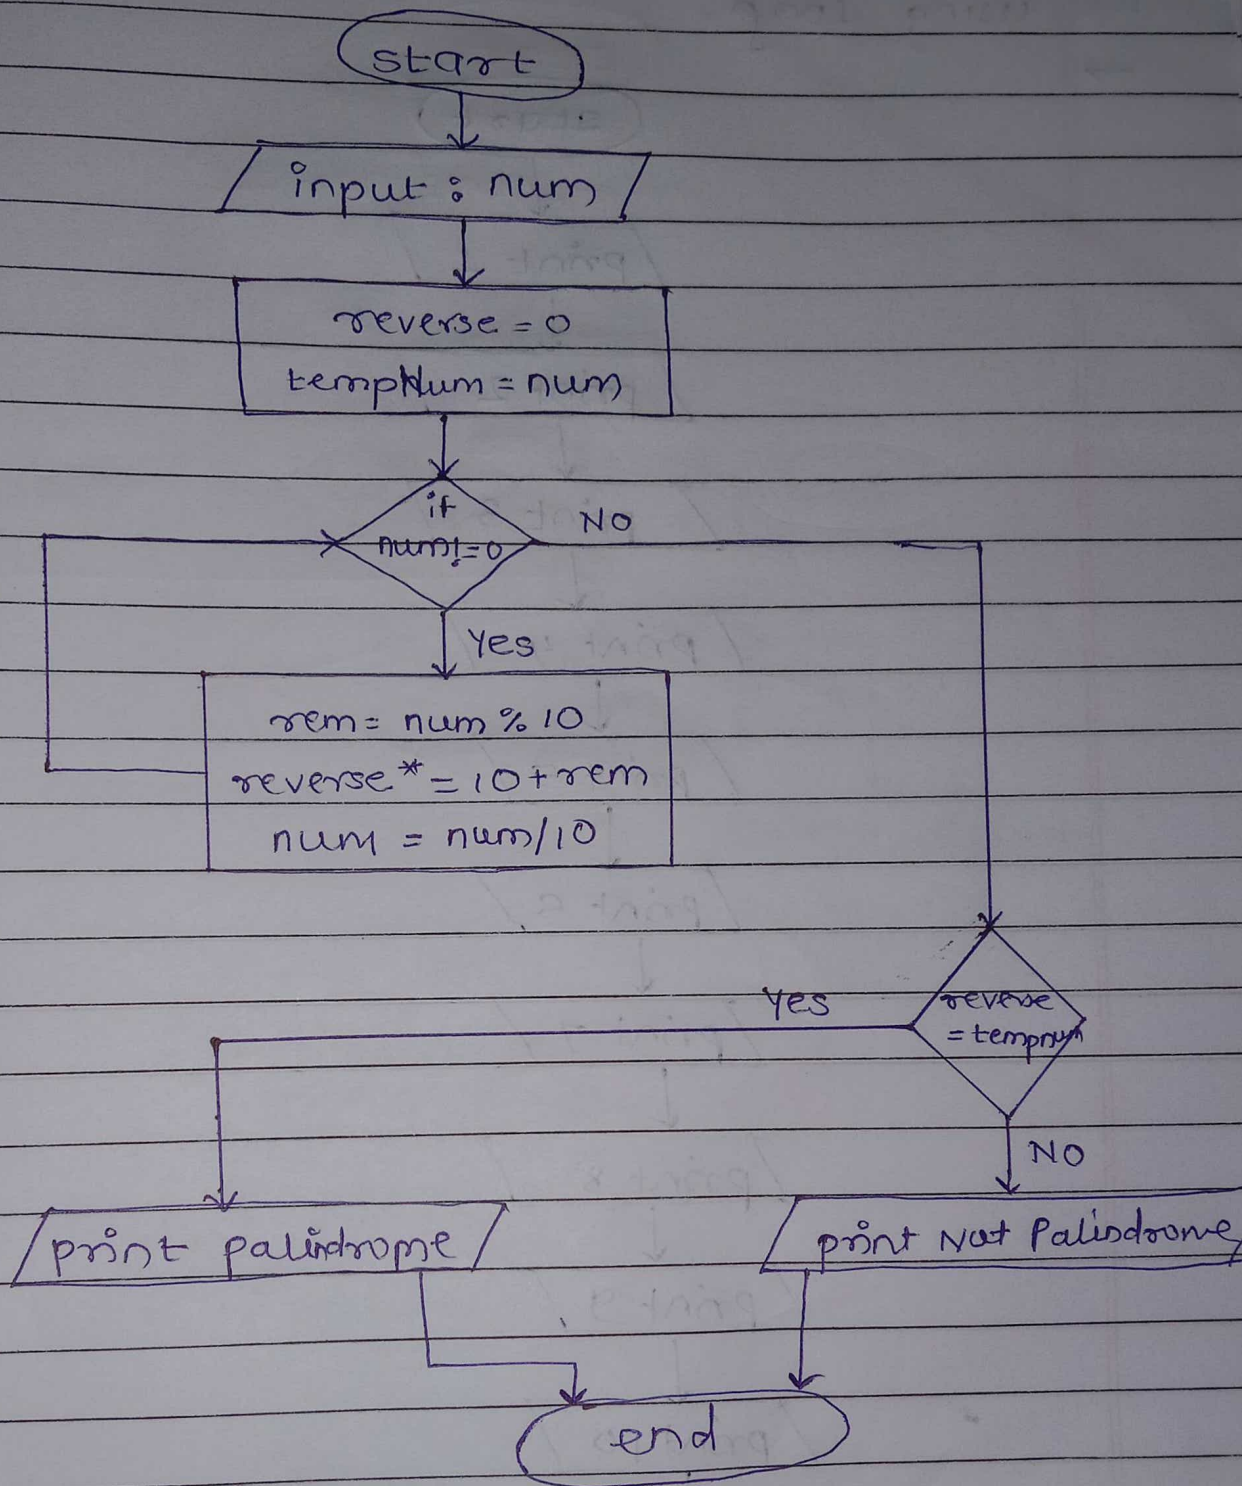 start
input : num
reverse = 0
tempNum = num
if
num != 0
NO
Yes
rem = num % 10
reverse * = 10 + rem
num = num/10
reverse
= tempnum
Yes
NO
print palindrome
print Not Palindrome
end